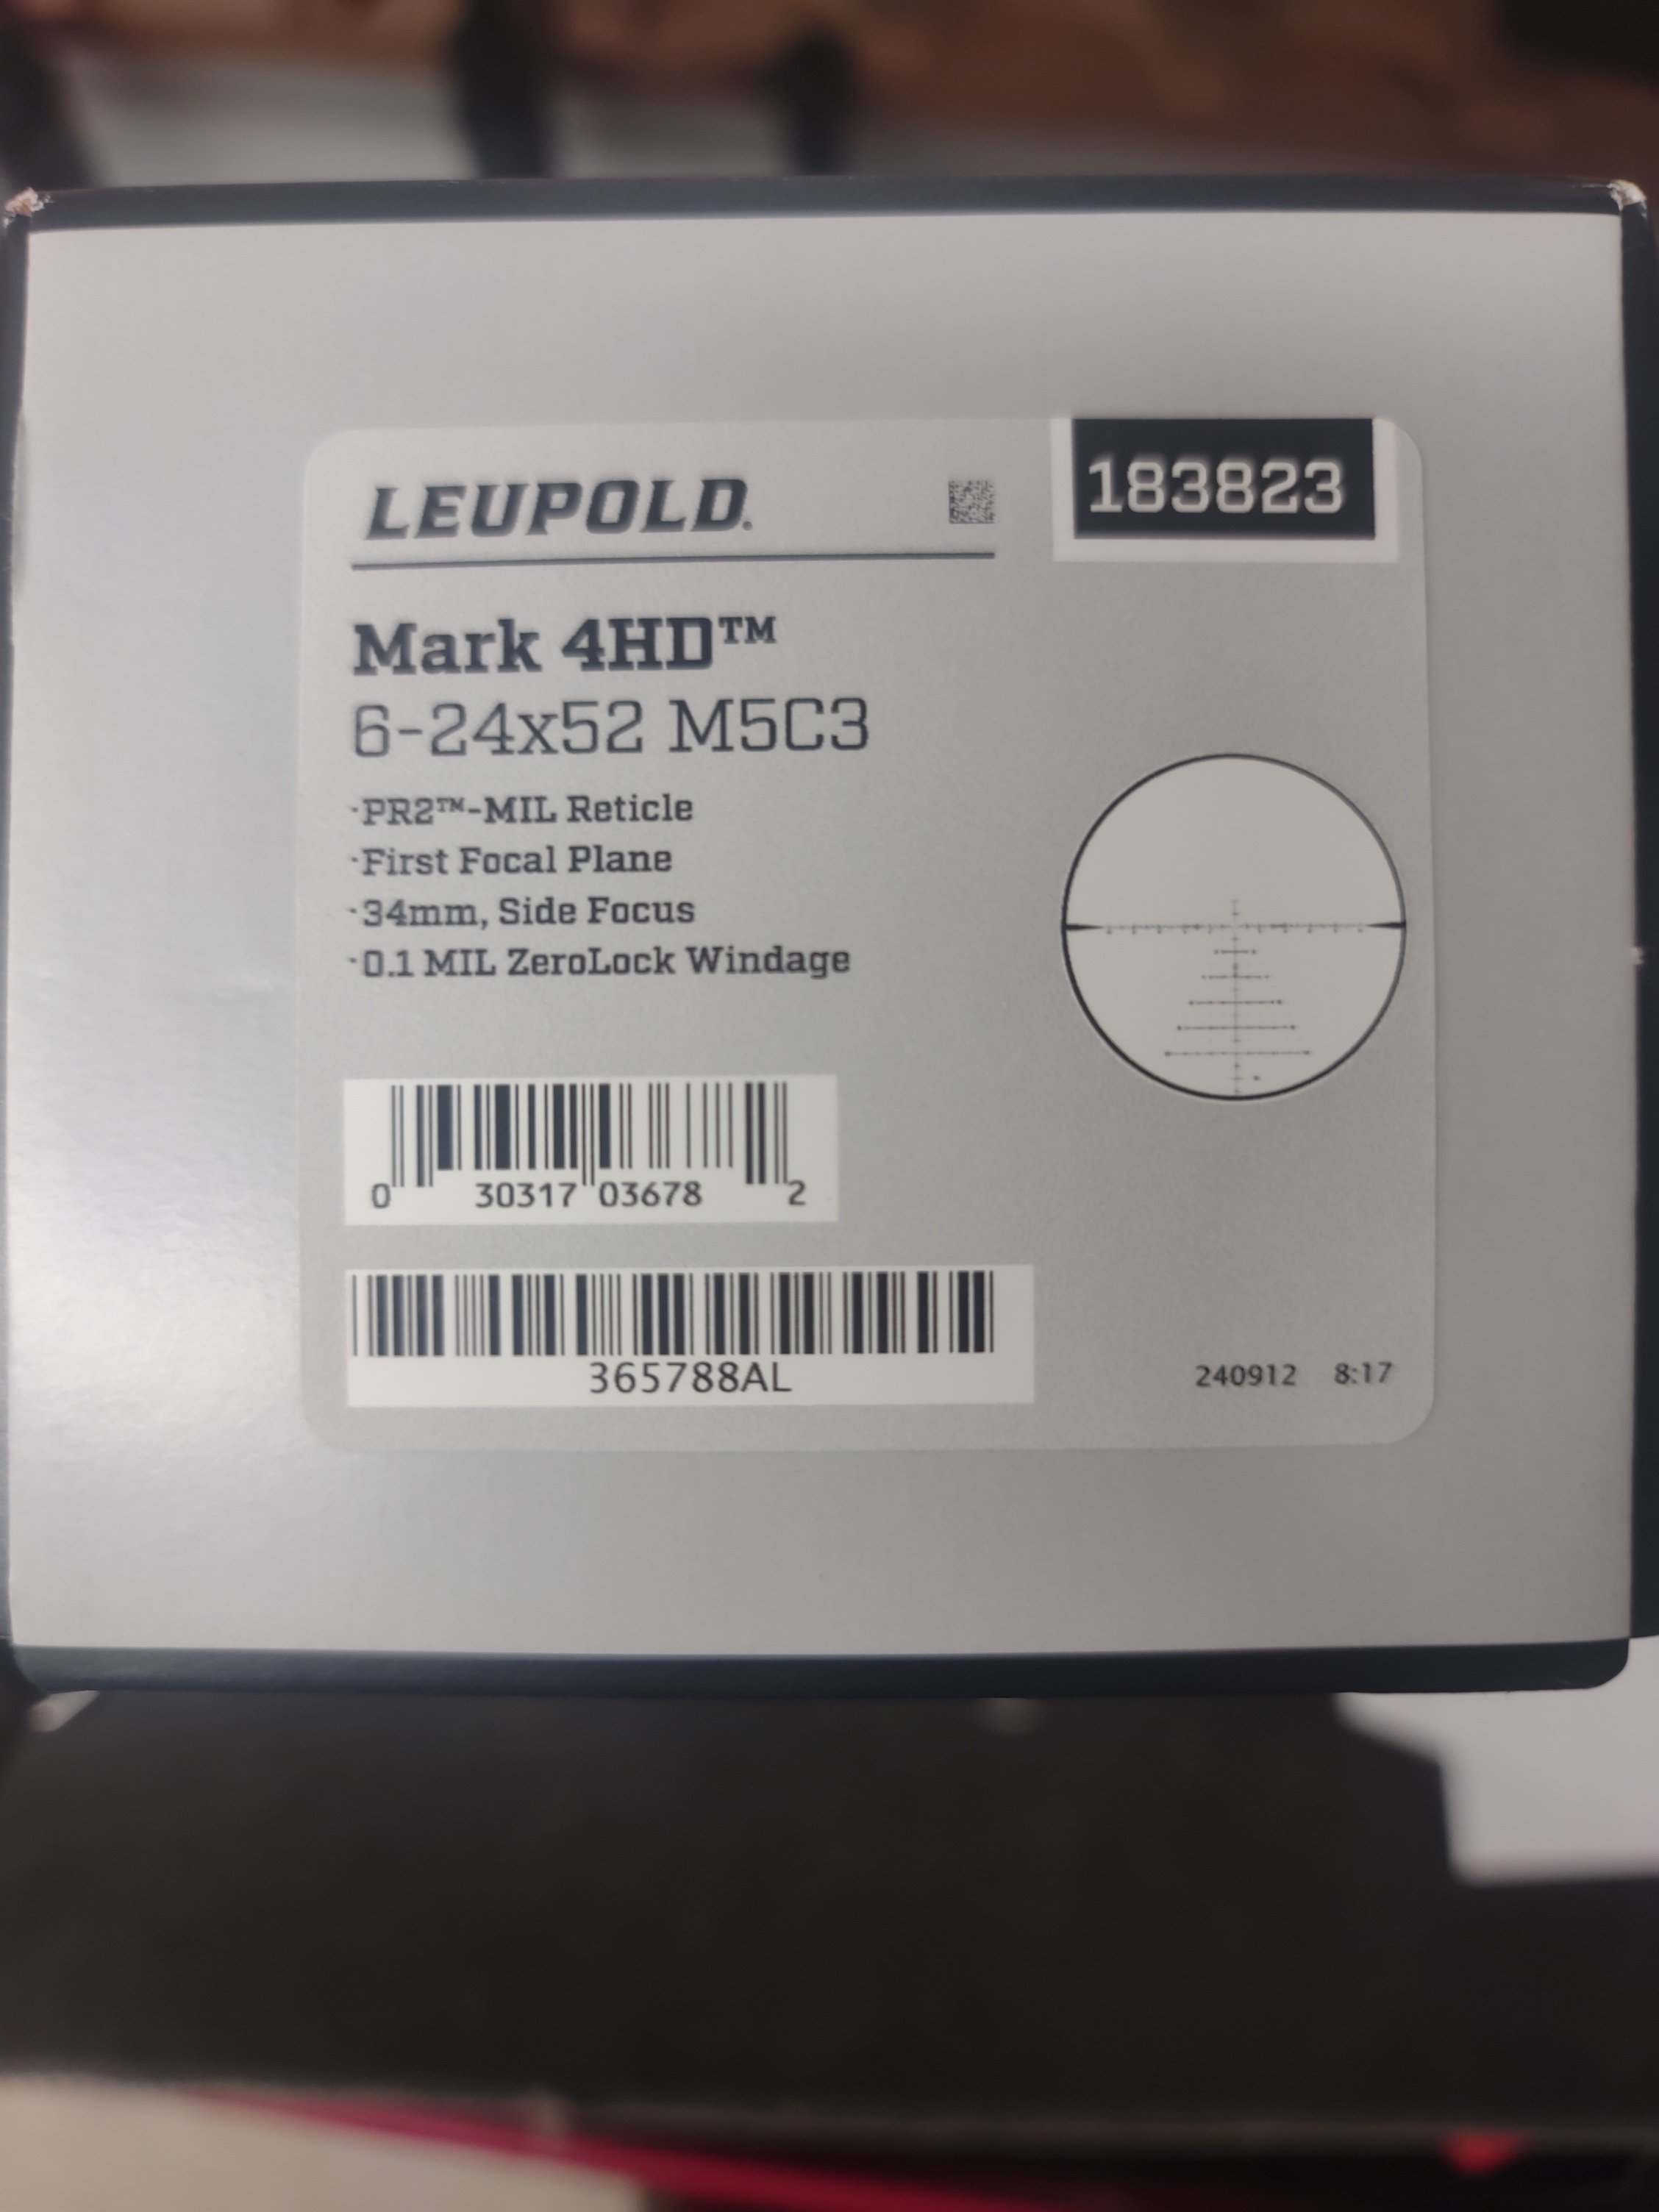 LEUPOLD®
183823
Mark 4HD™
6-24x52 M5C3
·PR2™-MIL Reticle
·First Focal Plane
·34mm, Side Focus
·0.1 MIL ZeroLock Windage
0 30317 03678 2
365788AL
240912 8:17